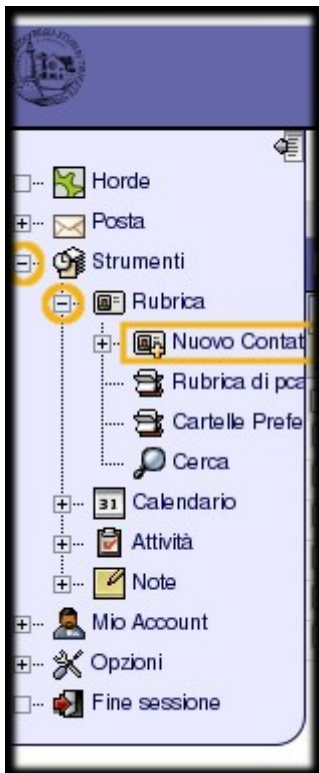 Horde
Posta
Strumenti
Rubrica
Nuovo Contat
Rubrica di pca
Cartelle Prefe
Cerca
31 Calendario
Attività
Note
Mio Account
Opzioni
Fine sessione